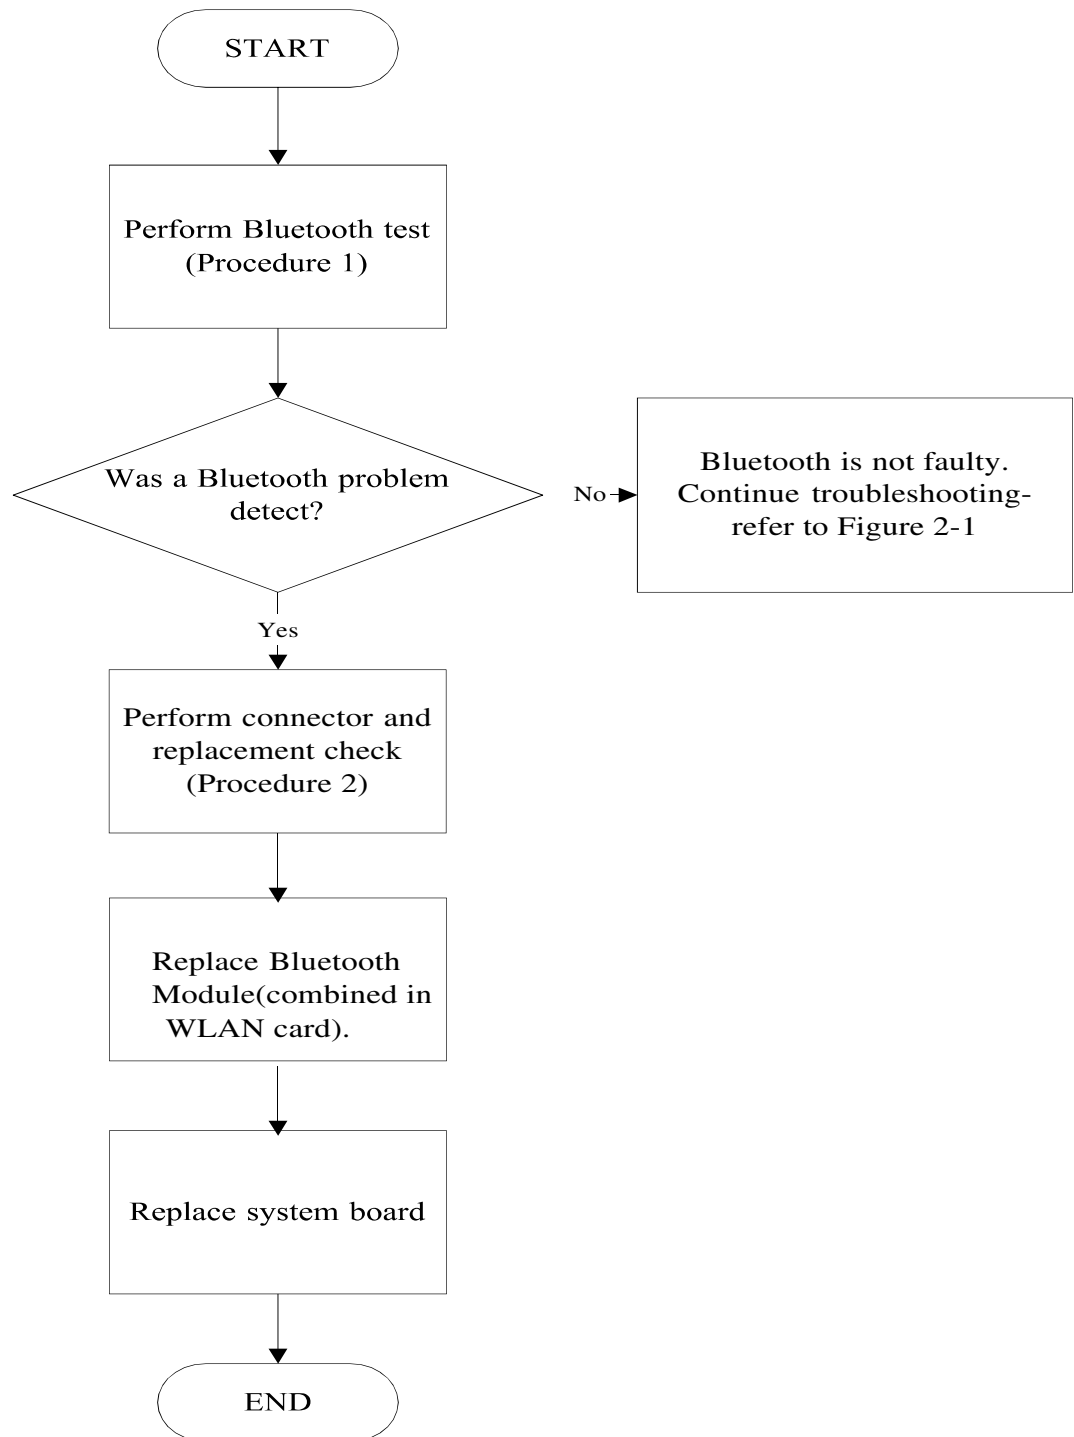 START
Perform Bluetooth test
(Procedure 1)
Was a Bluetooth problem
detect?
No
Bluetooth is not faulty.
Continue troubleshooting-
refer to Figure 2-1
Yes
Perform connector and
replacement check
(Procedure 2)
Replace Bluetooth
Module(combined in
WLAN card).
Replace system board
END